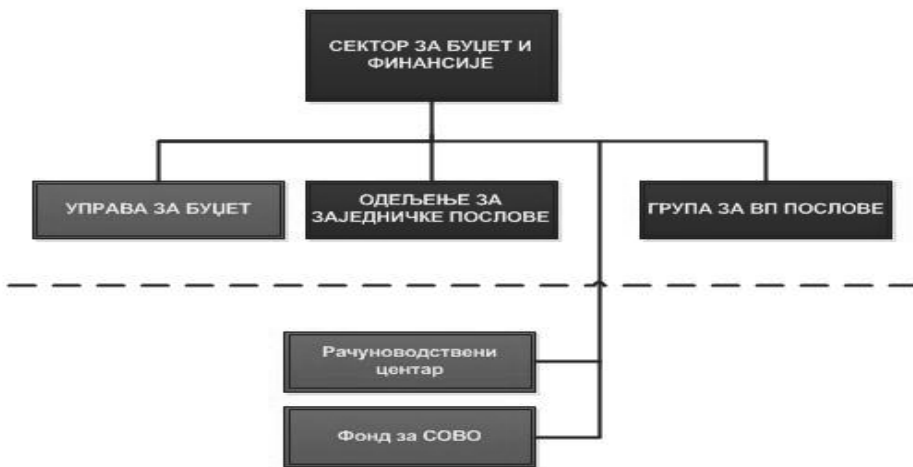 СЕКТОР ЗА БУЏЕТ И
ФИНАНСИЈЕ
УПРАВА ЗА БУЏЕТ
ОДЕЉЕЊЕ ЗА
ЗАЈЕДНИЧКЕ ПОСЛОВЕ
ГРУПА ЗА ВП ПОСЛОВЕ
Рачуноводствени
центар
Фонд за СОВО